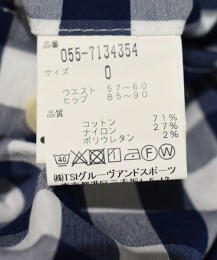 品番
055-7134354
サイズ
0
ウエスト 57~60
ヒップ 85~90
品質
コットン 71%
ナイロン 27%
ポリウレタン 2%
40 F W
㈱TSIグルーヴアンドスポーツ